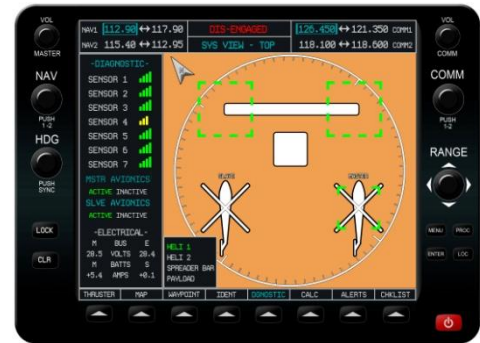 VOL
MASTER
NAV
PUSH
1-2
HDG
PUSH
SYNC
LOCK
CLR
NAV1 112.90 ↔ 117.90
NAV2 115.40 ↔ 112.95
DIS-ENGAGED
SYS VIEW - TOP
126.450 ↔ 121.350 COMM1
118.100 ↔ 118.600 COMM2
-DIAGNOSTIC-
SENSOR 1
SENSOR 2
SENSOR 3
SENSOR 4
SENSOR 5
SENSOR 6
SENSOR 7
MSTR AVIONICS
ACTIVE INACTIVE
SLVE AVIONICS
ACTIVE INACTIVE
-ELECTRICAL-
M BUS E
28.5 VOLTS 28.4
M BATTS S
+5.4 AMPS +0.1
SLAVE
MASTER
HELI 1
HELI 2
SPREADER BAR
PAYLOAD
THRUSTER MAP WAYPOINT IDENT DGNOSTIC CALC ALERTS CHKLIST
VOL
COMM
COMM
PUSH
1-2
RANGE
MENU PROC
ENTER LOC